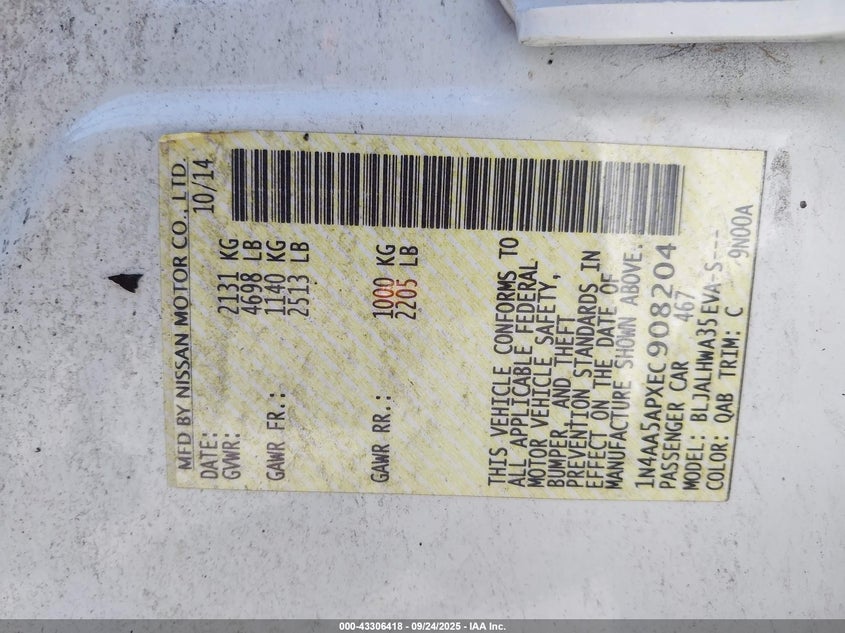 MFD BY NISSAN MOTOR CO., LTD.
DATE: 10/14
GVWR: 2131 KG
4698 LB
GAWR FR.: 1140 KG
2513 LB
GAWR RR.: 1000 KG
2205 LB
THIS VEHICLE CONFORMS TO
ALL APPLICABLE FEDERAL
MOTOR VEHICLE SAFETY,
BUMPER, AND THEFT
PREVENTION STANDARDS IN
EFFECT ON THE DATE OF
MANUFACTURE SHOWN ABOVE.
1N4AA5APXEC908204
PASSENGER CAR 467
MODEL: BLJALHWA35EVA-S---
COLOR: QAB TRIM: C 9N00A
000-43306418 - 09/24/2025 - IAA Inc.